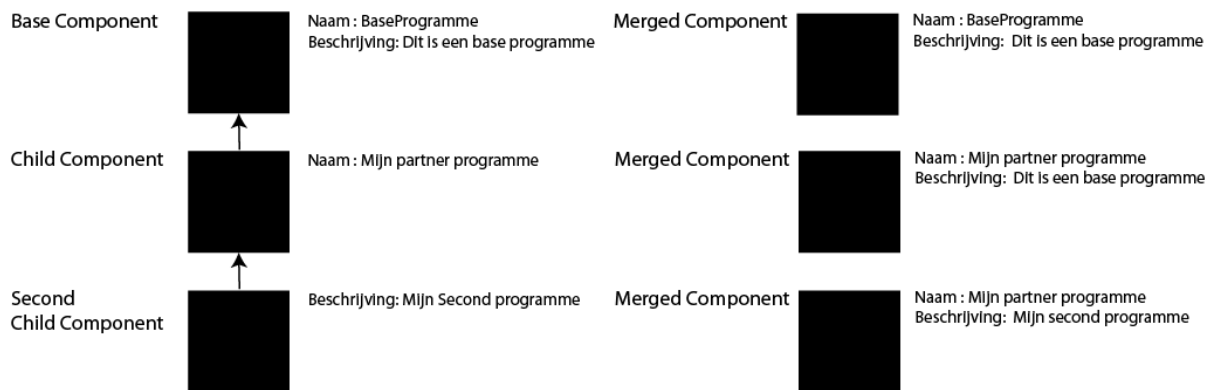 Base Component
Naam : BaseProgramme
Beschrijving: Dit is een base programme
Merged Component
Naam : BaseProgramme
Beschrijving:  Dit is een base programme
Child Component
Naam : Mijn partner programme
Merged Component
Naam : Mijn partner programme
Beschrijving:  Dit is een base programme
Second
Child Component
Beschrijving: Mijn Second programme
Merged Component
Naam : Mijn partner programme
Beschrijving:  Mijn second programme